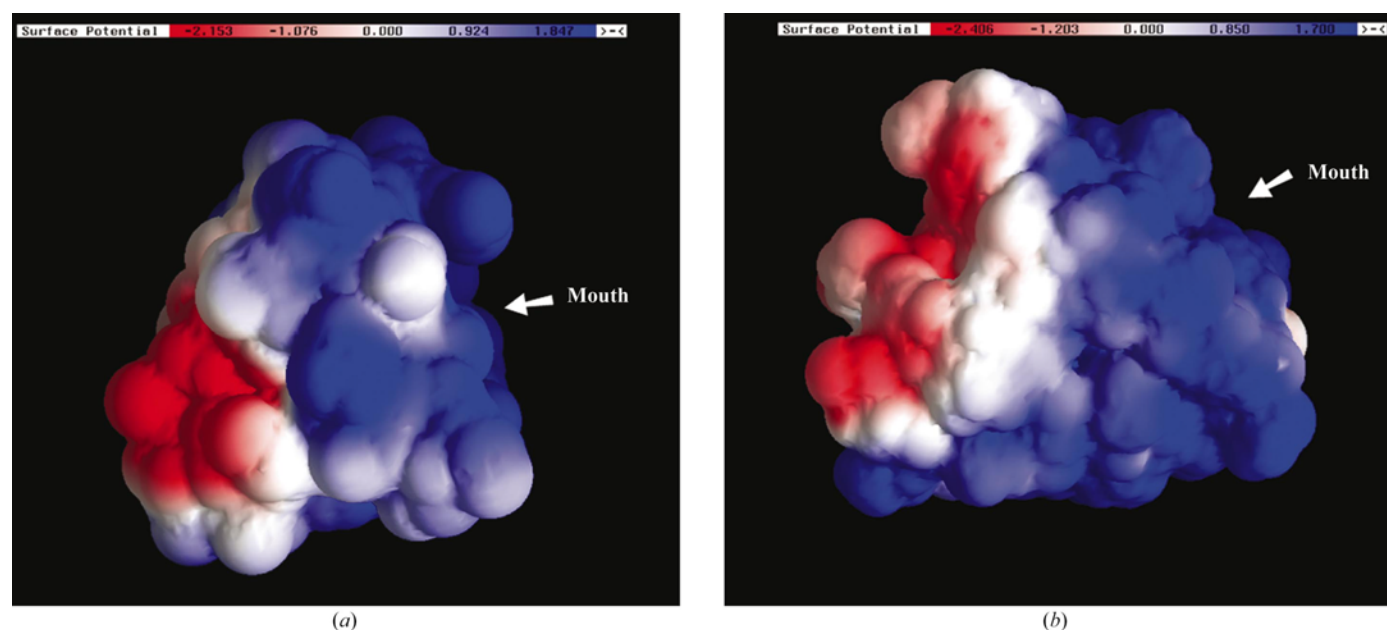 Surface Potential -2.153 -1.076 0.000 0.924 1.847 >-<
Mouth
(a)
Surface Potential -2.406 -1.203 0.000 0.850 1.700 >-<
Mouth
(b)